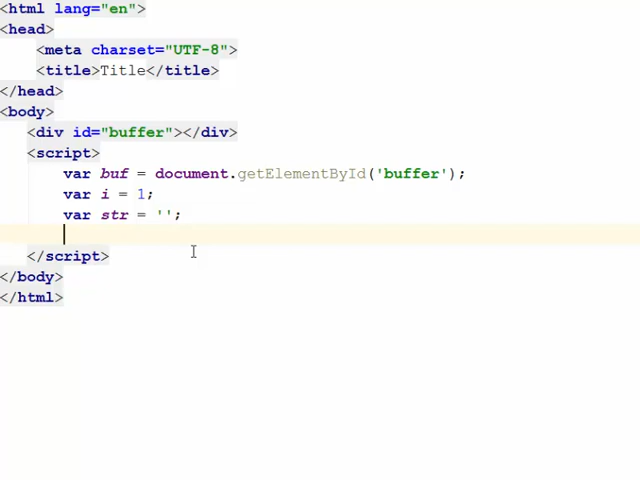 <html lang="en">
<head>
<meta charset="UTF-8">
<title>Title</title>
</head>
<body>
<div id="buffer"></div>
<script>
var buf = document.getElementById('buffer');
var i = 1;
var str = '';
</script>
</body>
</html>